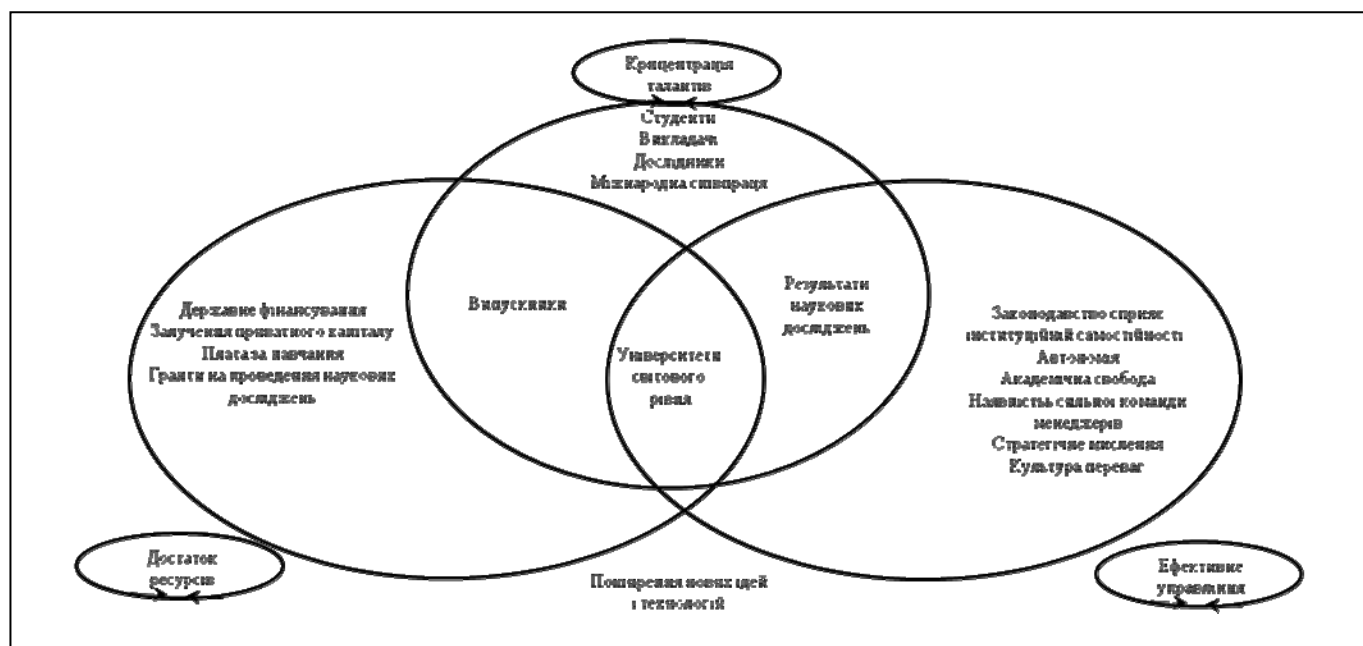 Концентрація
талантів
Студенти
Викладачі
Дослідники
Міжнародна співпраця
Державне фінансування
Залучення приватного капіталу
Плата за навчання
Гранти на проведення наукових
досліджень
Випускники
Результати
наукових
досліджень
Університети
світового
рівня
Законодавство сприяє
інституційній самостійності
Автономія
Академічна свобода
Наявність сильної команди
менеджерів
Стратегічне мислення
Культура переваг
Достаток
ресурсів
Поширення нових ідей
і технологій
Ефективне
управління